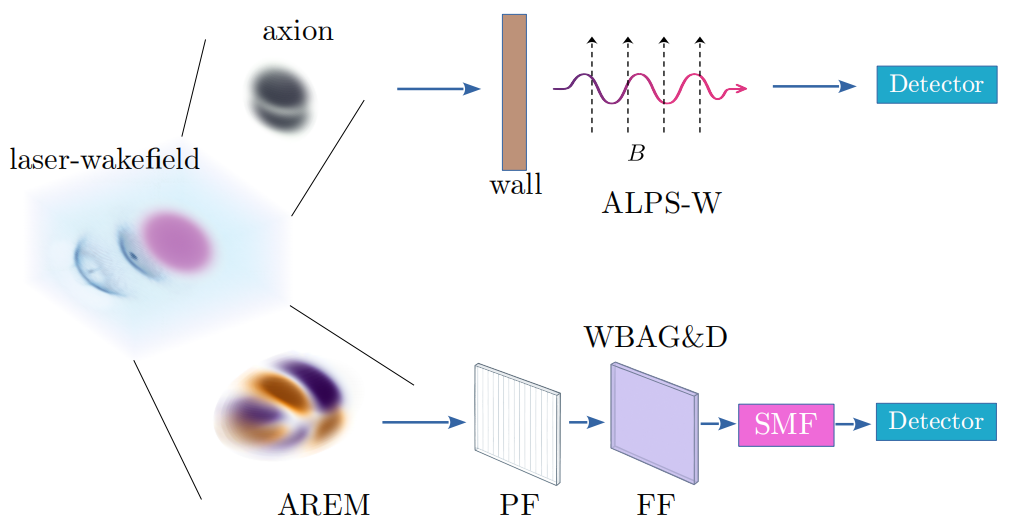 axion
laser-wakefield
wall
B
ALPS-W
Detector
WBAG&D
SMF
Detector
AREM
PF
FF